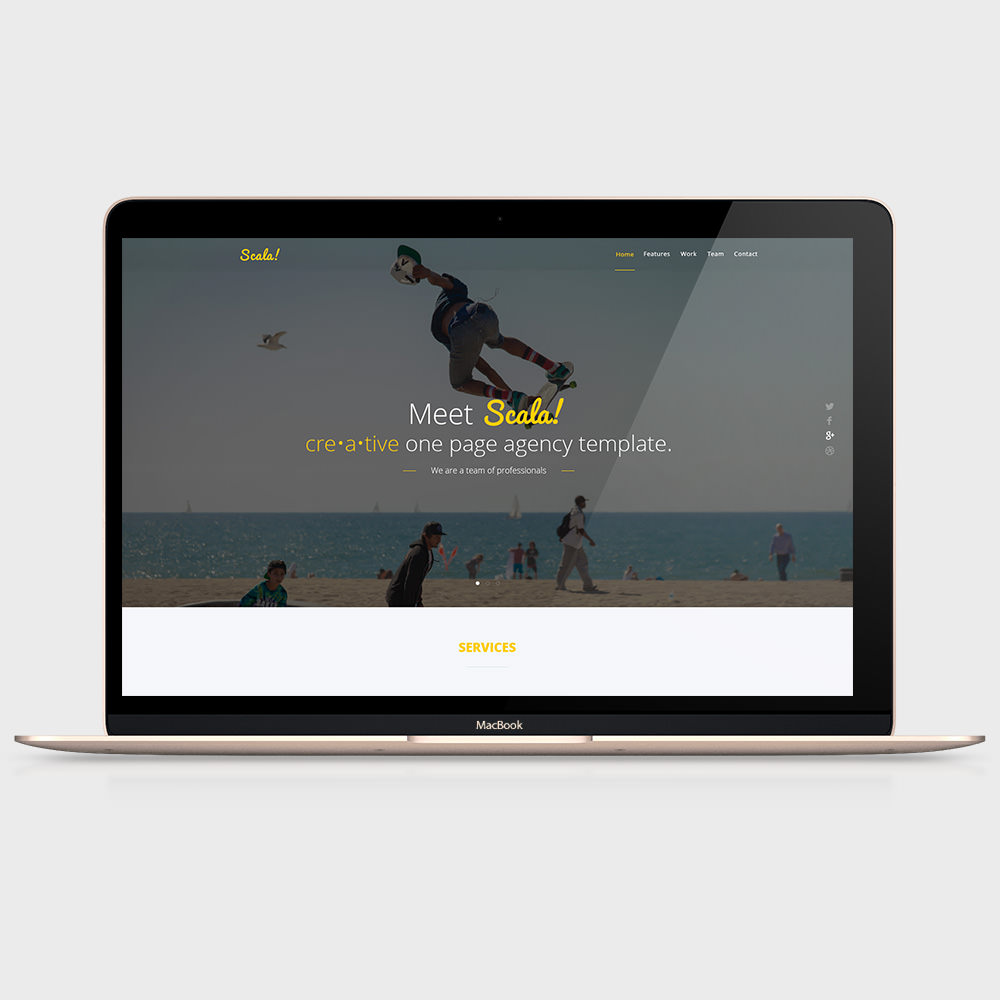 Scala!
Home Features Work Team Contact
Meet Scala!
cre•a•tive one page agency template.
We are a team of professionals
SERVICES
MacBook